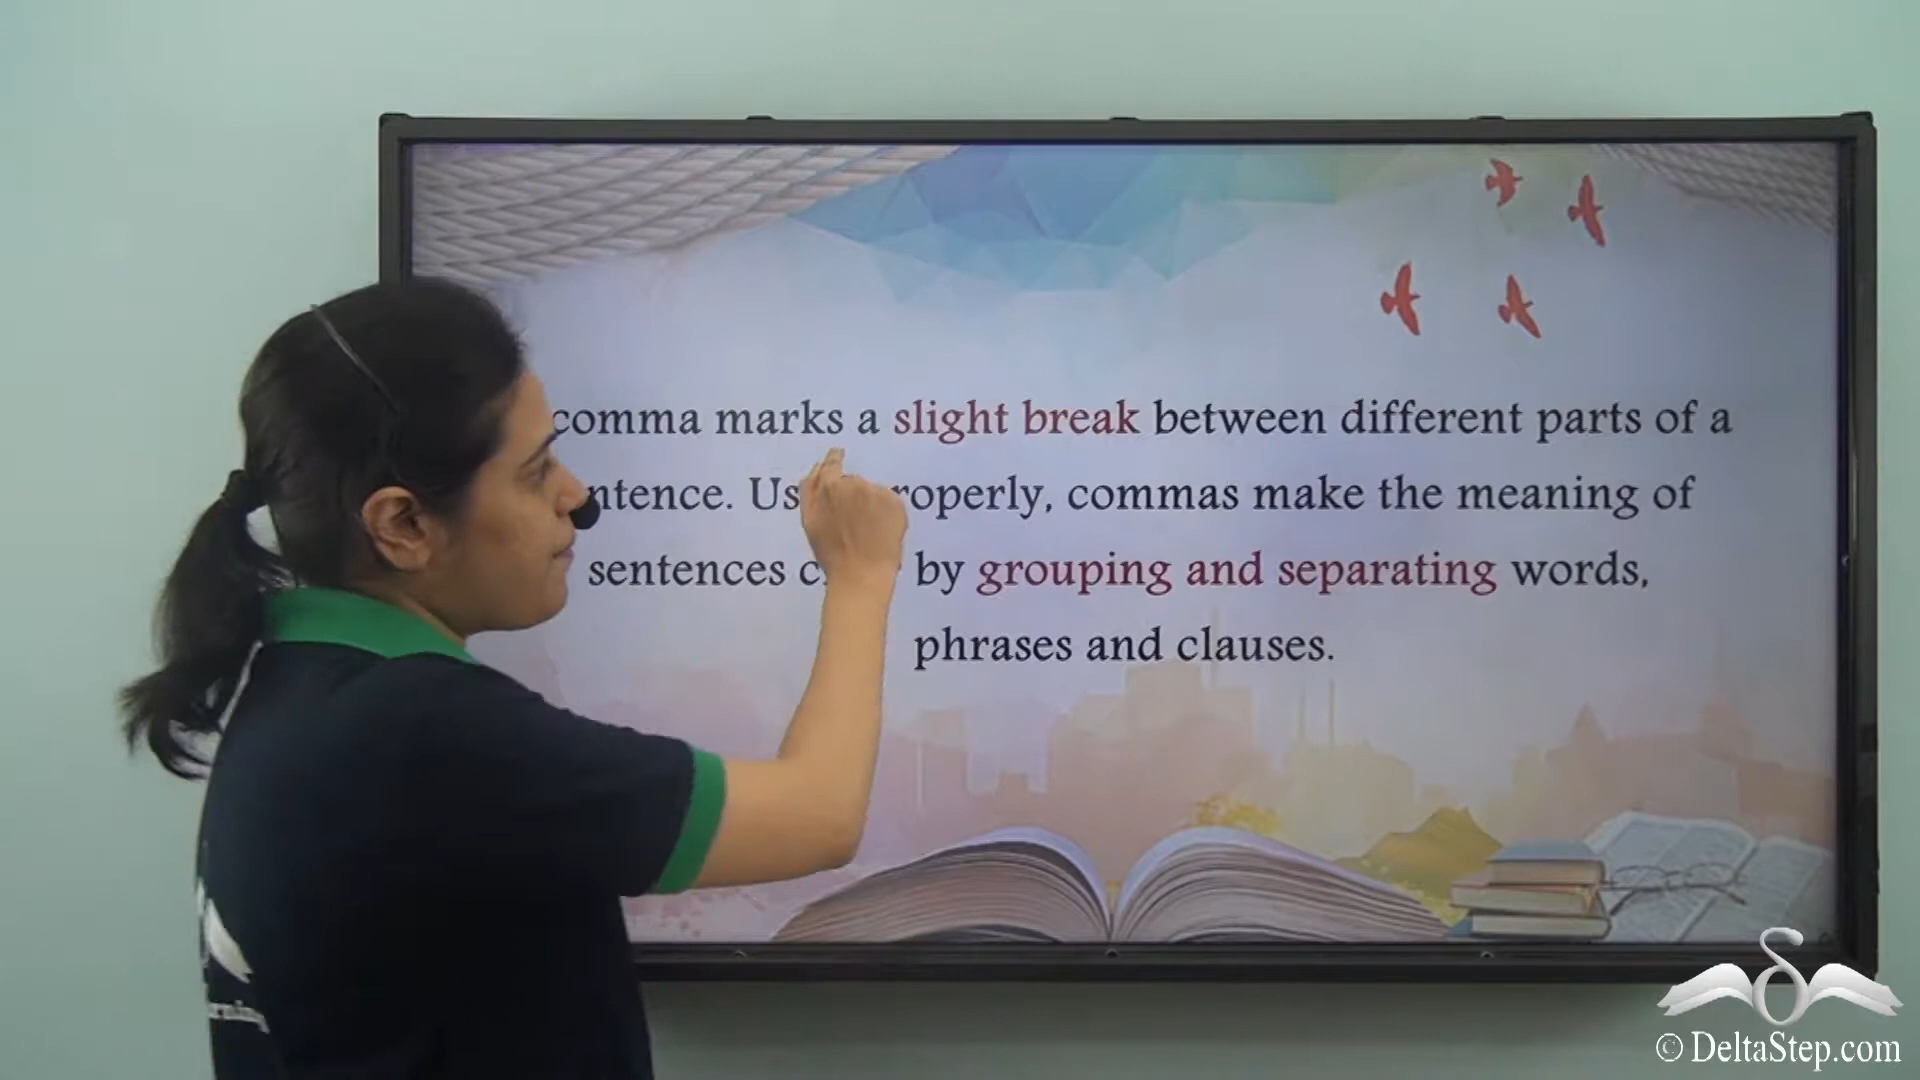 comma marks a slight break between different parts of a
ntence. Us roperly, commas make the meaning of
sentences by grouping and separating words,
phrases and clauses.
© DeltaStep.com